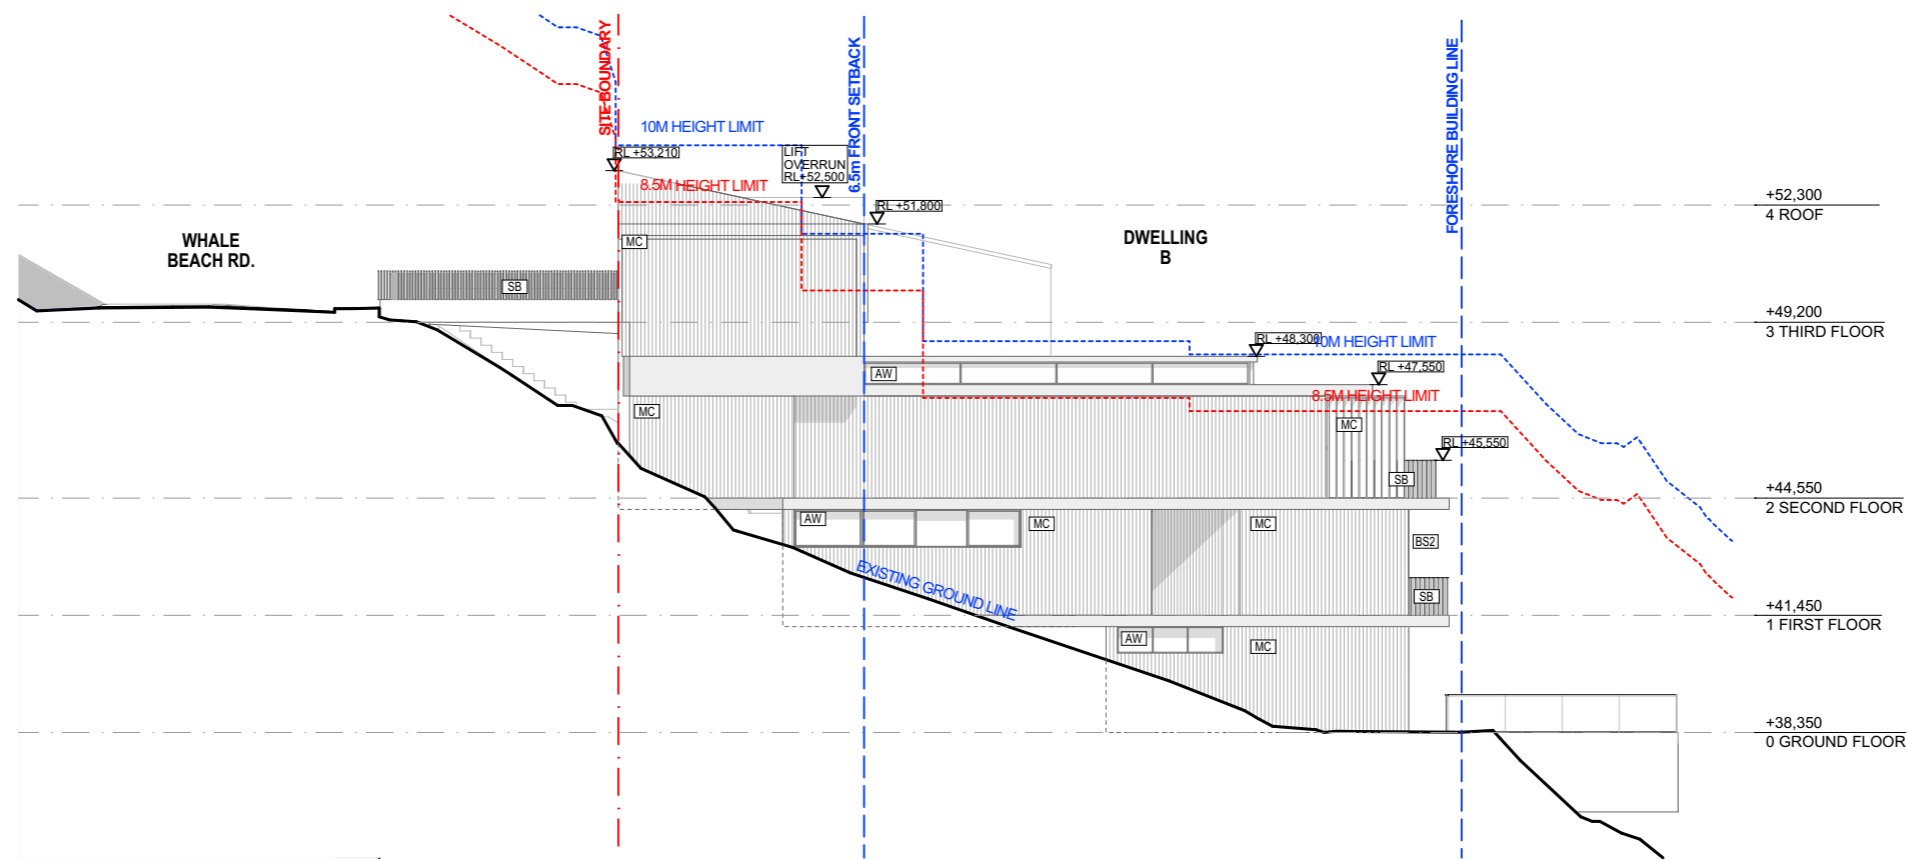 SITE BOUNDARY
6.5m FRONT SETBACK
FORESHORE BUILDING LINE
10M HEIGHT LIMIT
RL +53,210
LIFT
OVERRUN
RL+52,500
8.5M HEIGHT LIMIT
RL +51,800
+52,300
4 ROOF
WHALE
BEACH RD.
MC
DWELLING
B
SB
+49,200
3 THIRD FLOOR
RL +48,300
10M HEIGHT LIMIT
AW
RL +47,550
8.5M HEIGHT LIMIT
MC
MC
RL +45,550
SB
+44,550
2 SECOND FLOOR
AW
MC
MC
BS2
EXISTING GROUND LINE
SB
+41,450
1 FIRST FLOOR
AW
MC
+38,350
0 GROUND FLOOR